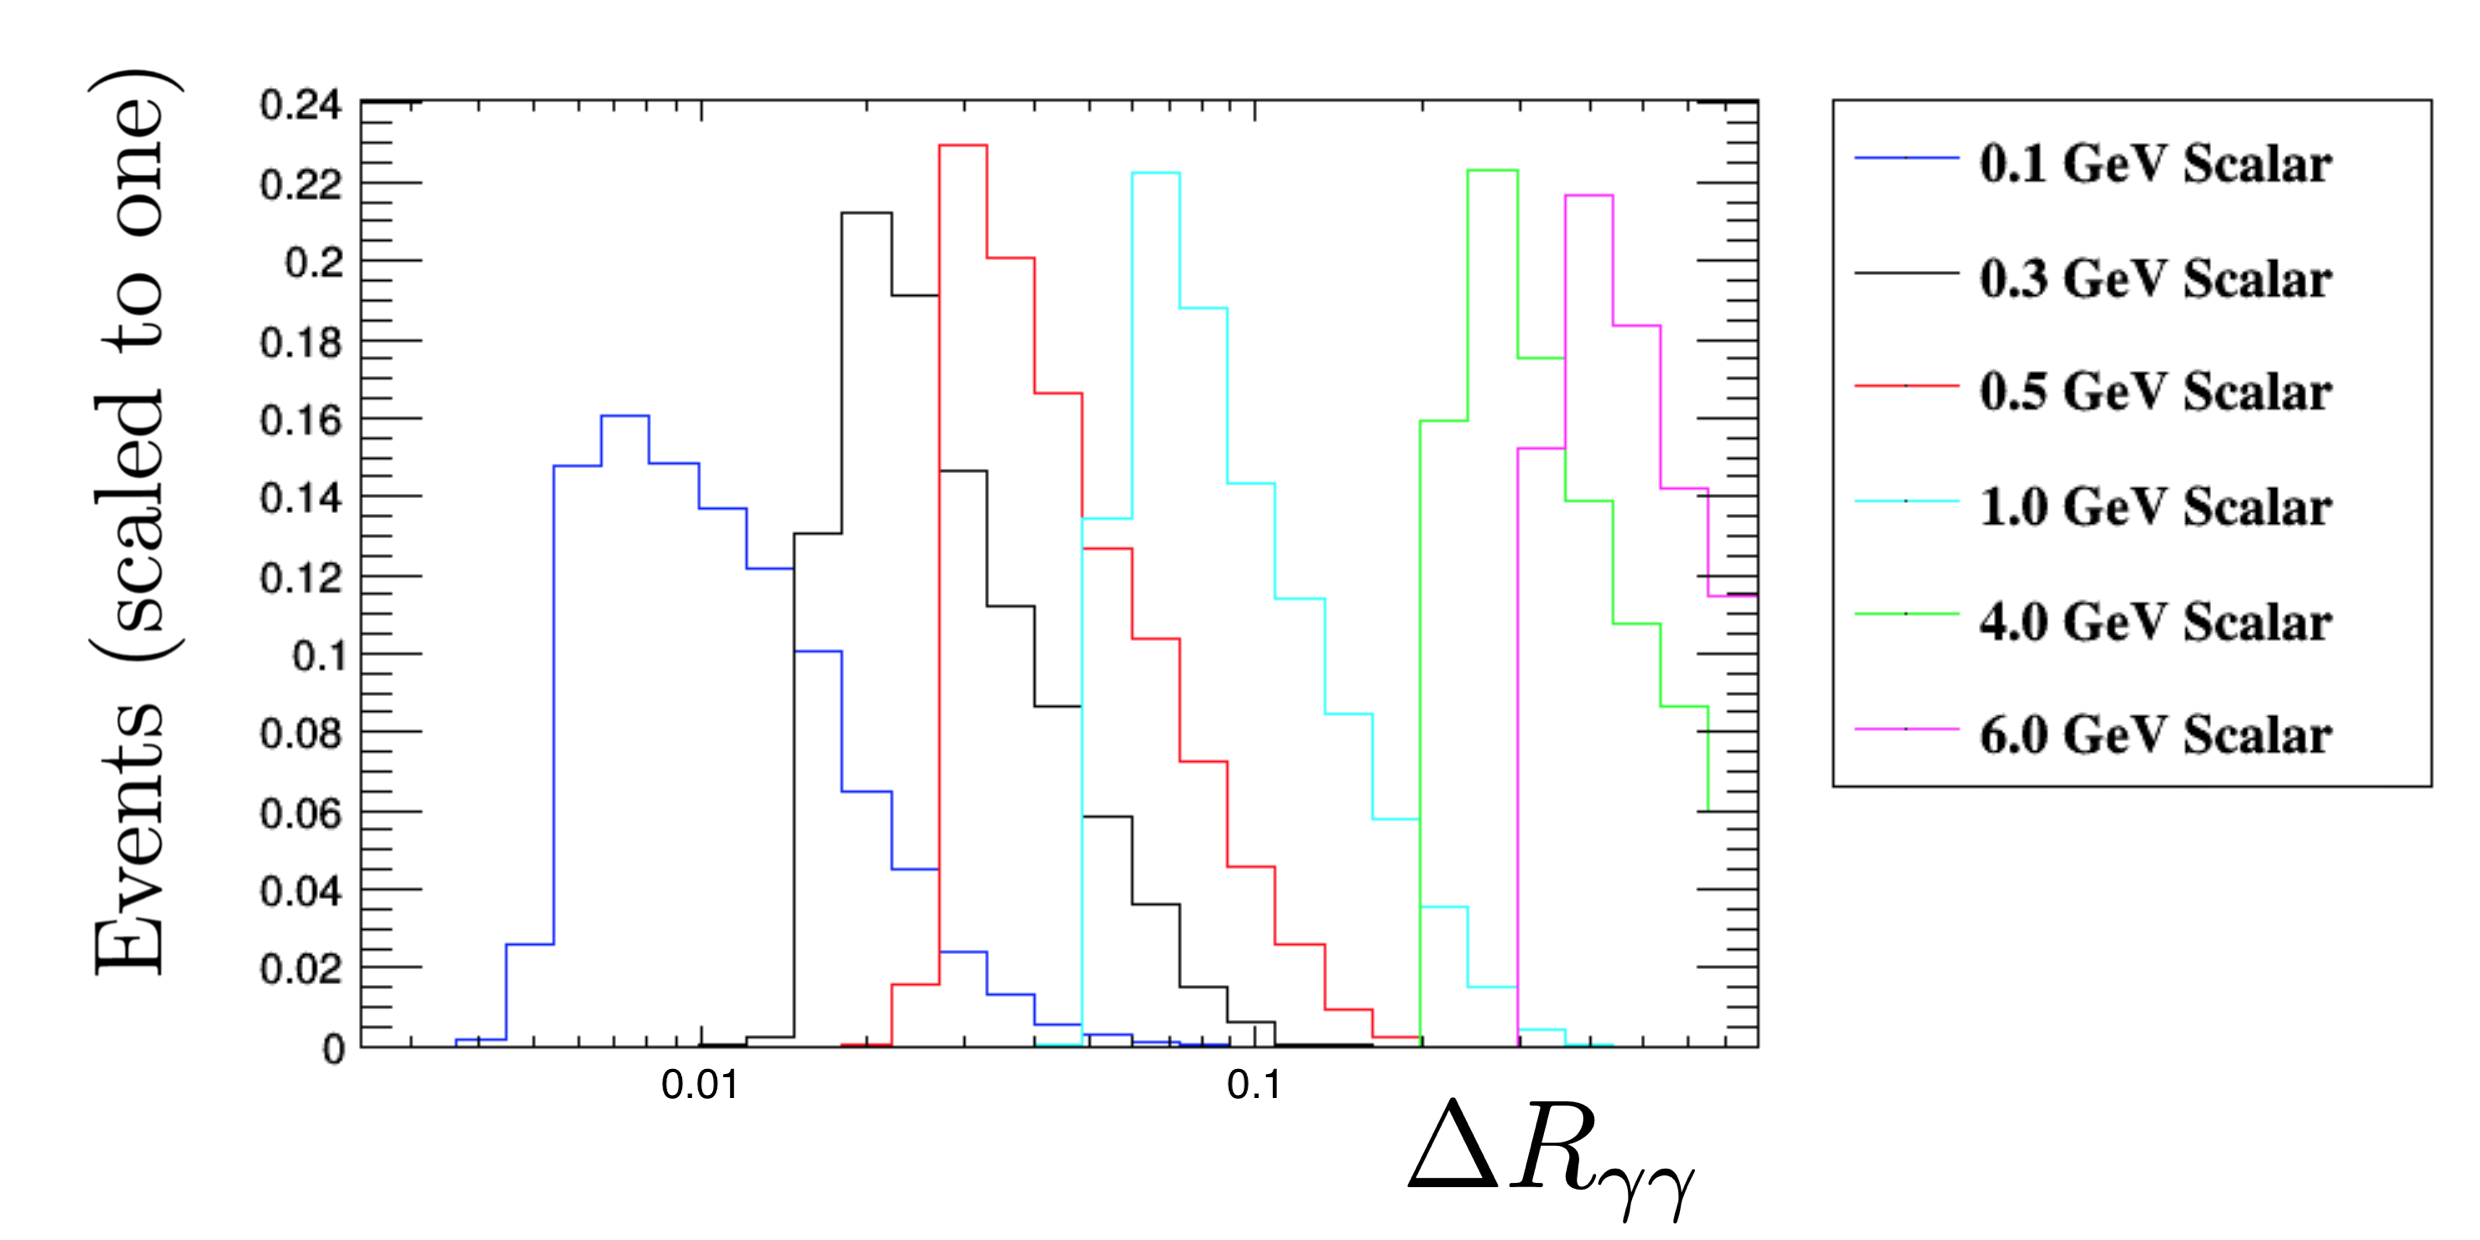 Events (scaled to one)
0.24
0.22
0.2
0.18
0.16
0.14
0.12
0.1
0.08
0.06
0.04
0.02
0
0.01
0.1
ΔRγγ
0.1 GeV Scalar
0.3 GeV Scalar
0.5 GeV Scalar
1.0 GeV Scalar
4.0 GeV Scalar
6.0 GeV Scalar